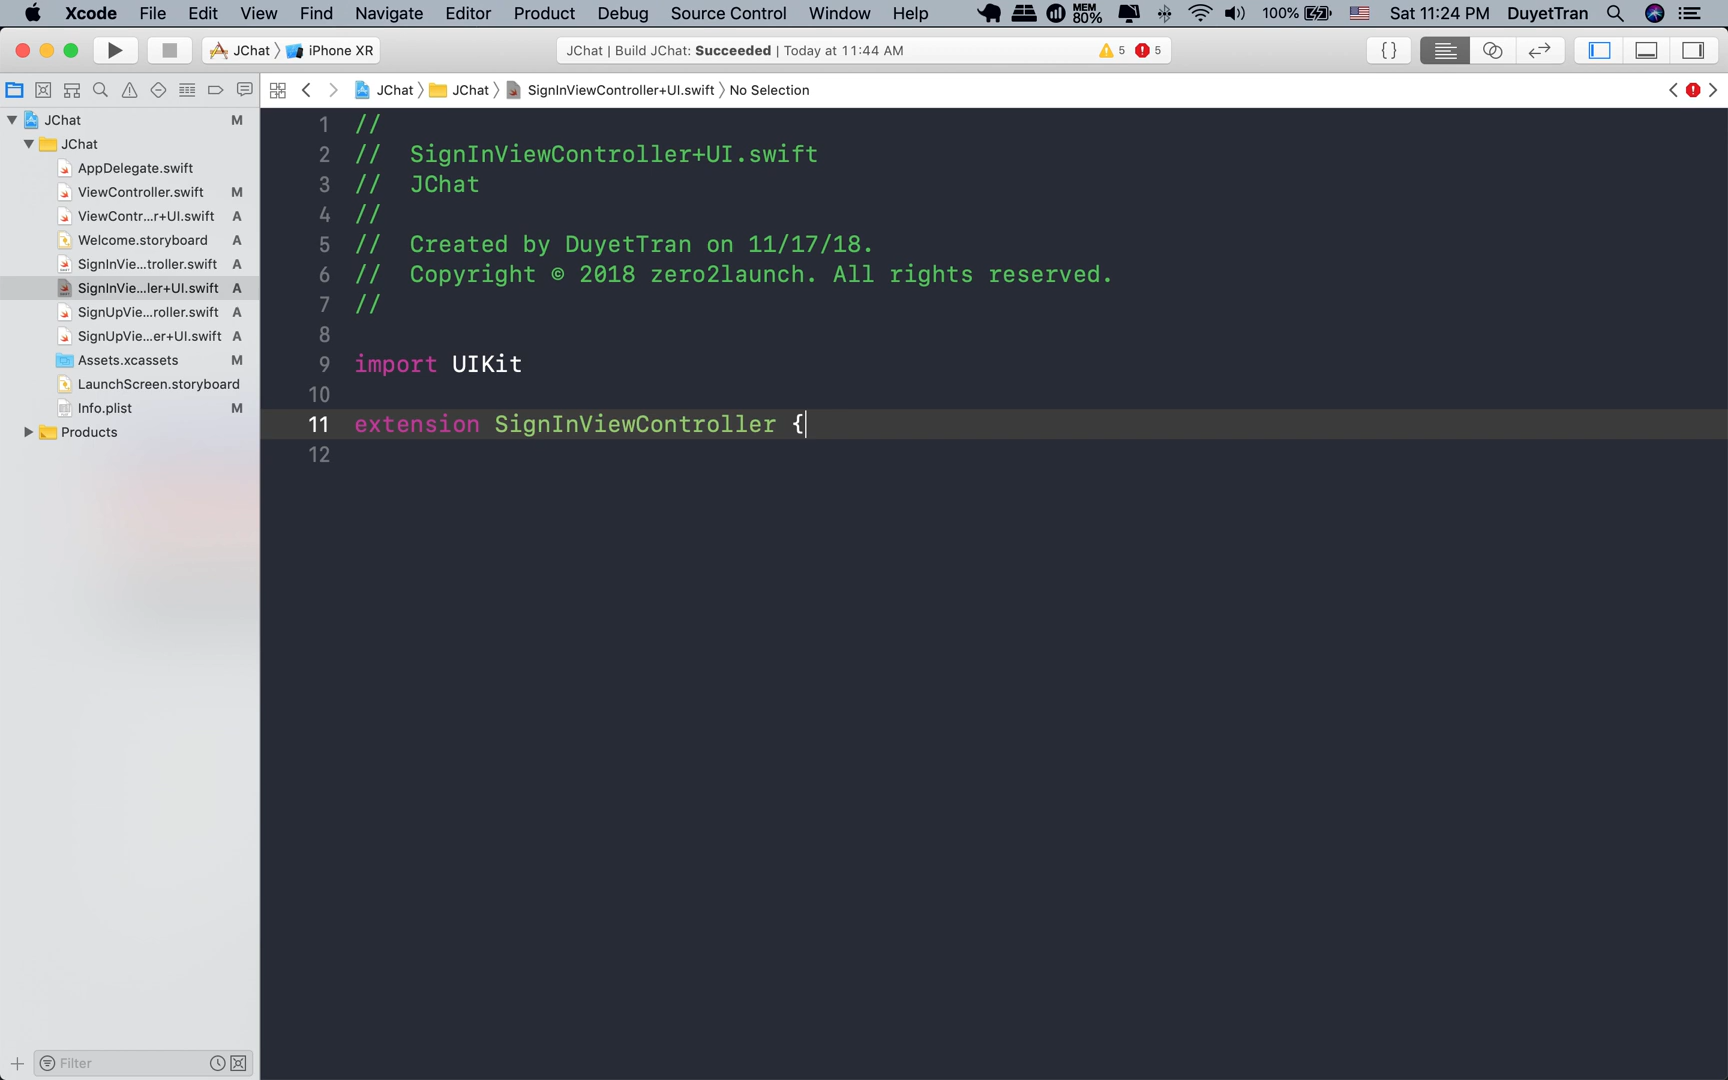 Xcode File Edit View Find Navigate Editor Product Debug Source Control Window Help MEM 80% 100% Sat 11:24 PM DuyetTran
JChat iPhone XR JChat | Build JChat: Succeeded | Today at 11:44 AM 5 5 {}
JChat JChat SignInViewController+UI.swift No Selection
JChat M
JChat
AppDelegate.swift
ViewController.swift M
ViewContr...r+UI.swift A
Welcome.storyboard A
SignInVie...troller.swift A
SignInVie...ler+UI.swift A
SignUpVie...roller.swift A
SignUpVie...er+UI.swift A
Assets.xcassets M
LaunchScreen.storyboard
Info.plist M
Products
Filter
1 //
2 // SignInViewController+UI.swift
3 // JChat
4 //
5 // Created by DuyetTran on 11/17/18.
6 // Copyright © 2018 zero2launch. All rights reserved.
7 //
8
9 import UIKit
10
11 extension SignInViewController {
12